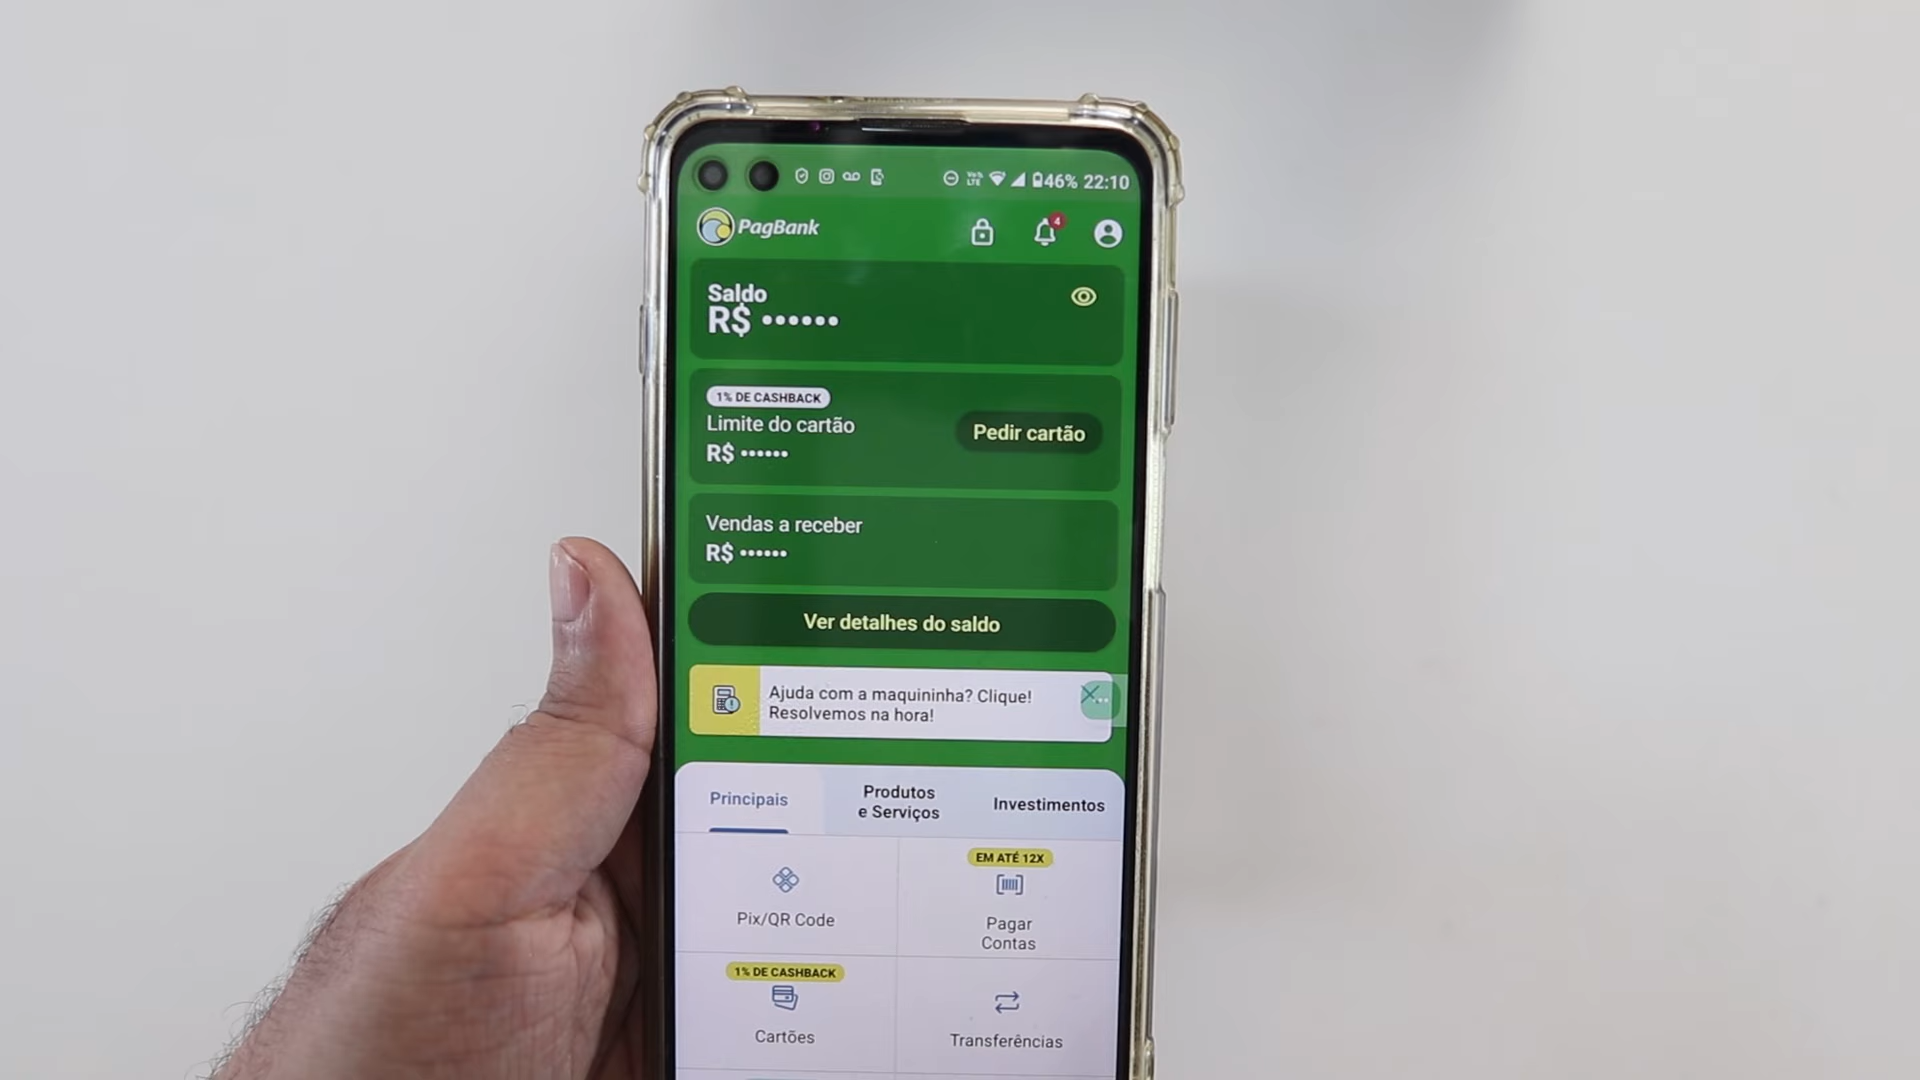 46% 22:10
PagBank
4
Saldo
R$ ••••••
1% DE CASHBACK
Limite do cartão
R$ ••••••
Pedir cartão
Vendas a receber
R$ ••••••
Ver detalhes do saldo
Ajuda com a maquininha? Clique!
Resolvemos na hora!
Principais
Produtos
e Serviços
Investimentos
Pix/QR Code
EM ATÉ 12X
Pagar
Contas
1% DE CASHBACK
Cartões
Transferências